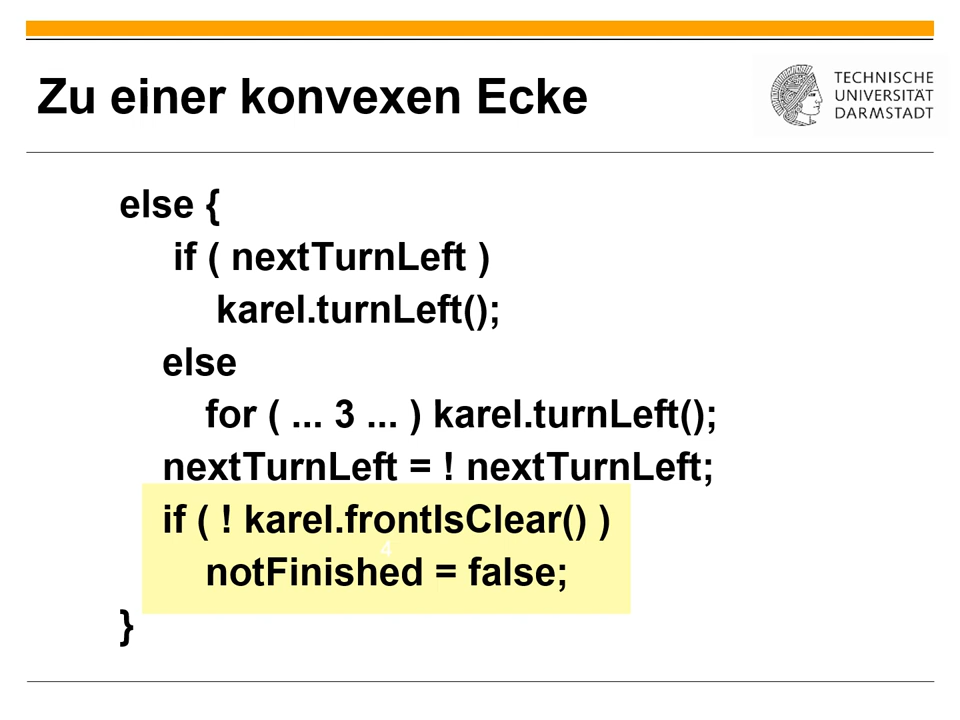 Zu einer konvexen Ecke
TECHNISCHE
UNIVERSITÄT
DARMSTADT
else {
if ( nextTurnLeft )
karel.turnLeft();
else
for ( ... 3 ... ) karel.turnLeft();
nextTurnLeft = ! nextTurnLeft;
if ( ! karel.frontIsClear() )
4
notFinished = false;
}